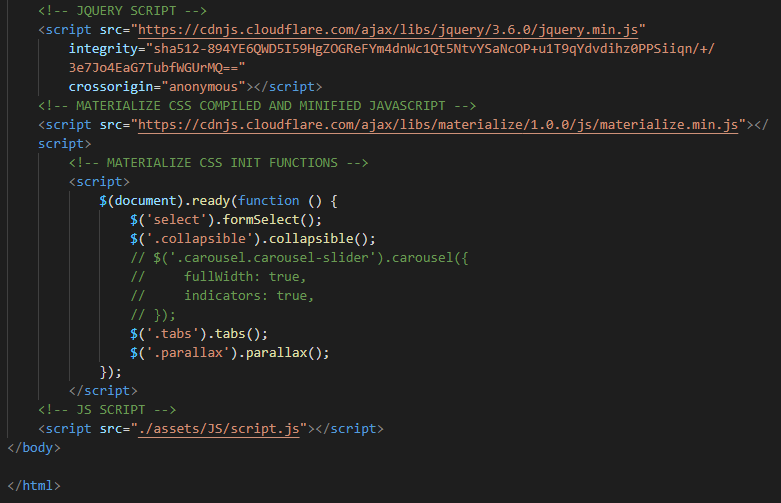 <!-- JQUERY SCRIPT -->
<script src="https://cdnjs.cloudflare.com/ajax/libs/jquery/3.6.0/jquery.min.js"
integrity="sha512-894YE6QWD5I59HgZOGReFYm4dnWc1Qt5NtvYSaNcOP+u1T9qYdvdihz0PPSiiqn/+/
3e7Jo4EaG7TubfWGUrMQ=="
crossorigin="anonymous"></script>
<!-- MATERIALIZE CSS COMPILED AND MINIFIED JAVASCRIPT -->
<script src="https://cdnjs.cloudflare.com/ajax/libs/materialize/1.0.0/js/materialize.min.js"></
script>
<!-- MATERIALIZE CSS INIT FUNCTIONS -->
<script>
$(document).ready(function () {
$('select').formSelect();
$('.collapsible').collapsible();
// $('.carousel.carousel-slider').carousel({
//     fullWidth: true,
//     indicators: true,
// });
$('.tabs').tabs();
$('.parallax').parallax();
});
</script>
<!-- JS SCRIPT -->
<script src="./assets/JS/script.js"></script>
</body>
</html>